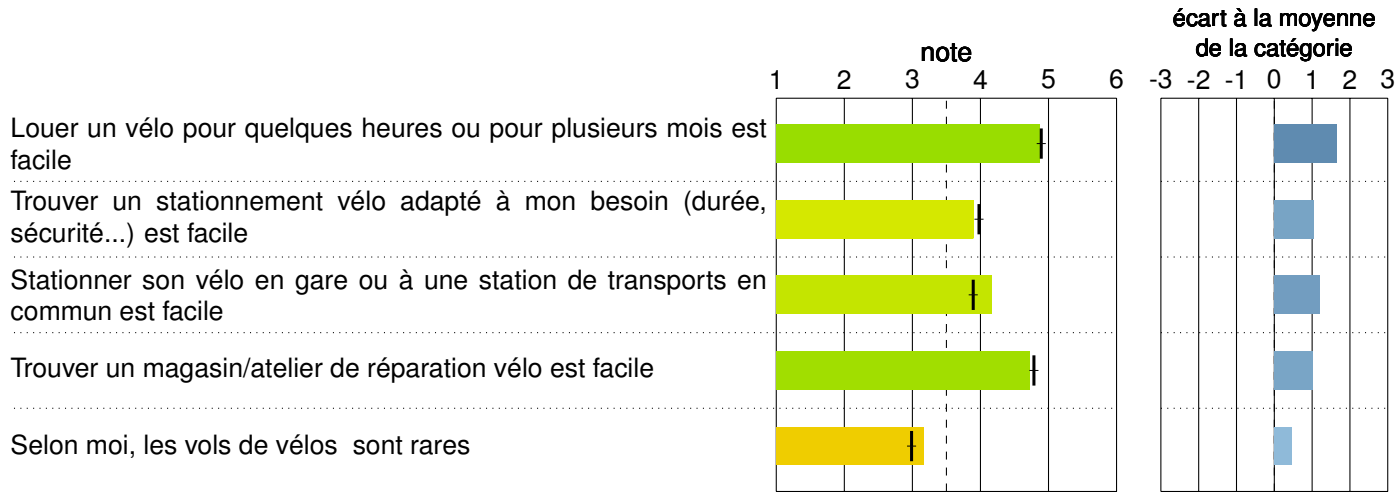 écart à la moyenne
note de la catégorie
1 2 3 4 5 6 -3 -2 -1 0 1 2 3
Louer un vélo pour quelques heures ou pour plusieurs mois est
facile
Trouver un stationnement vélo adapté à mon besoin (durée,
sécurité...) est facile
Stationner son vélo en gare ou à une station de transports en
commun est facile
Trouver un magasin/atelier de réparation vélo est facile
Selon moi, les vols de vélos sont rares